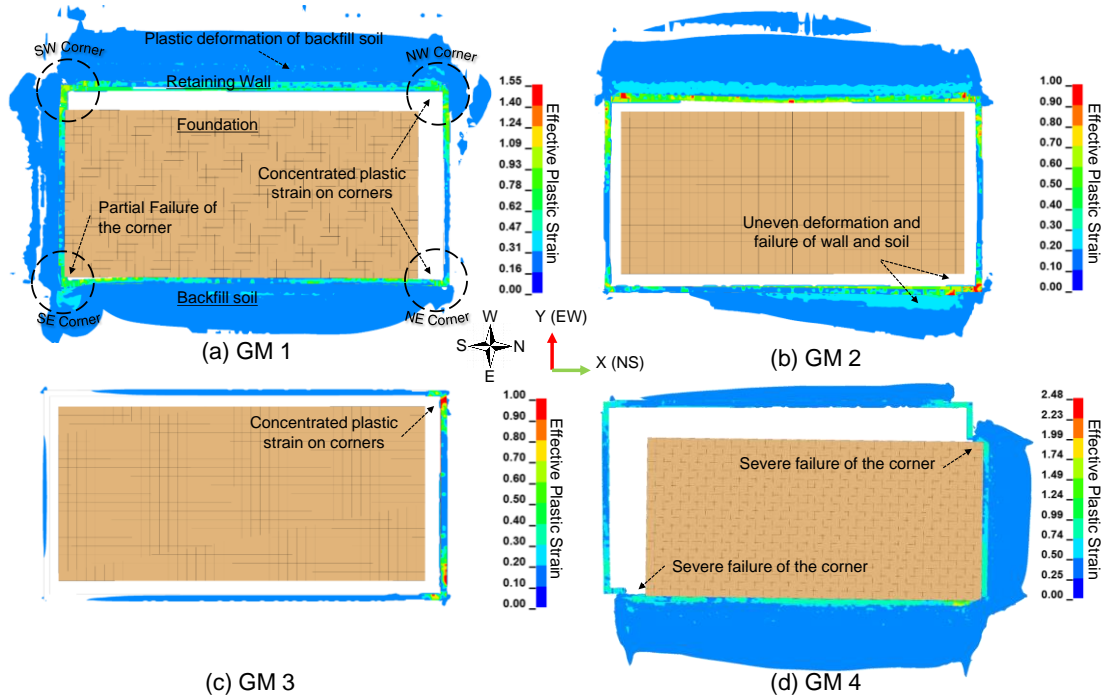 SW Corner
Plastic deformation of backfill soil
NW Corner
Retaining Wall
Foundation
Concentrated plastic
strain on corners
Partial Failure of
the corner
SE Corner
Backfill soil
NE Corner
1.55
1.40
1.24
1.09
0.93
0.78
0.62
0.47
0.31
0.16
0.00
Effective Plastic Strain
(a) GM 1
Uneven deformation and
failure of wall and soil
1.00
0.90
0.80
0.70
0.60
0.50
0.40
0.30
0.20
0.10
0.00
Effective Plastic Strain
(b) GM 2
W
S
N
E
Y (EW)
X (NS)
Concentrated plastic
strain on corners
1.00
0.90
0.80
0.70
0.60
0.50
0.40
0.30
0.20
0.10
0.00
Effective Plastic Strain
(c) GM 3
Severe failure of the corner
Severe failure of the corner
2.48
2.23
1.99
1.74
1.49
1.24
0.99
0.74
0.50
0.25
0.00
Effective Plastic Strain
(d) GM 4